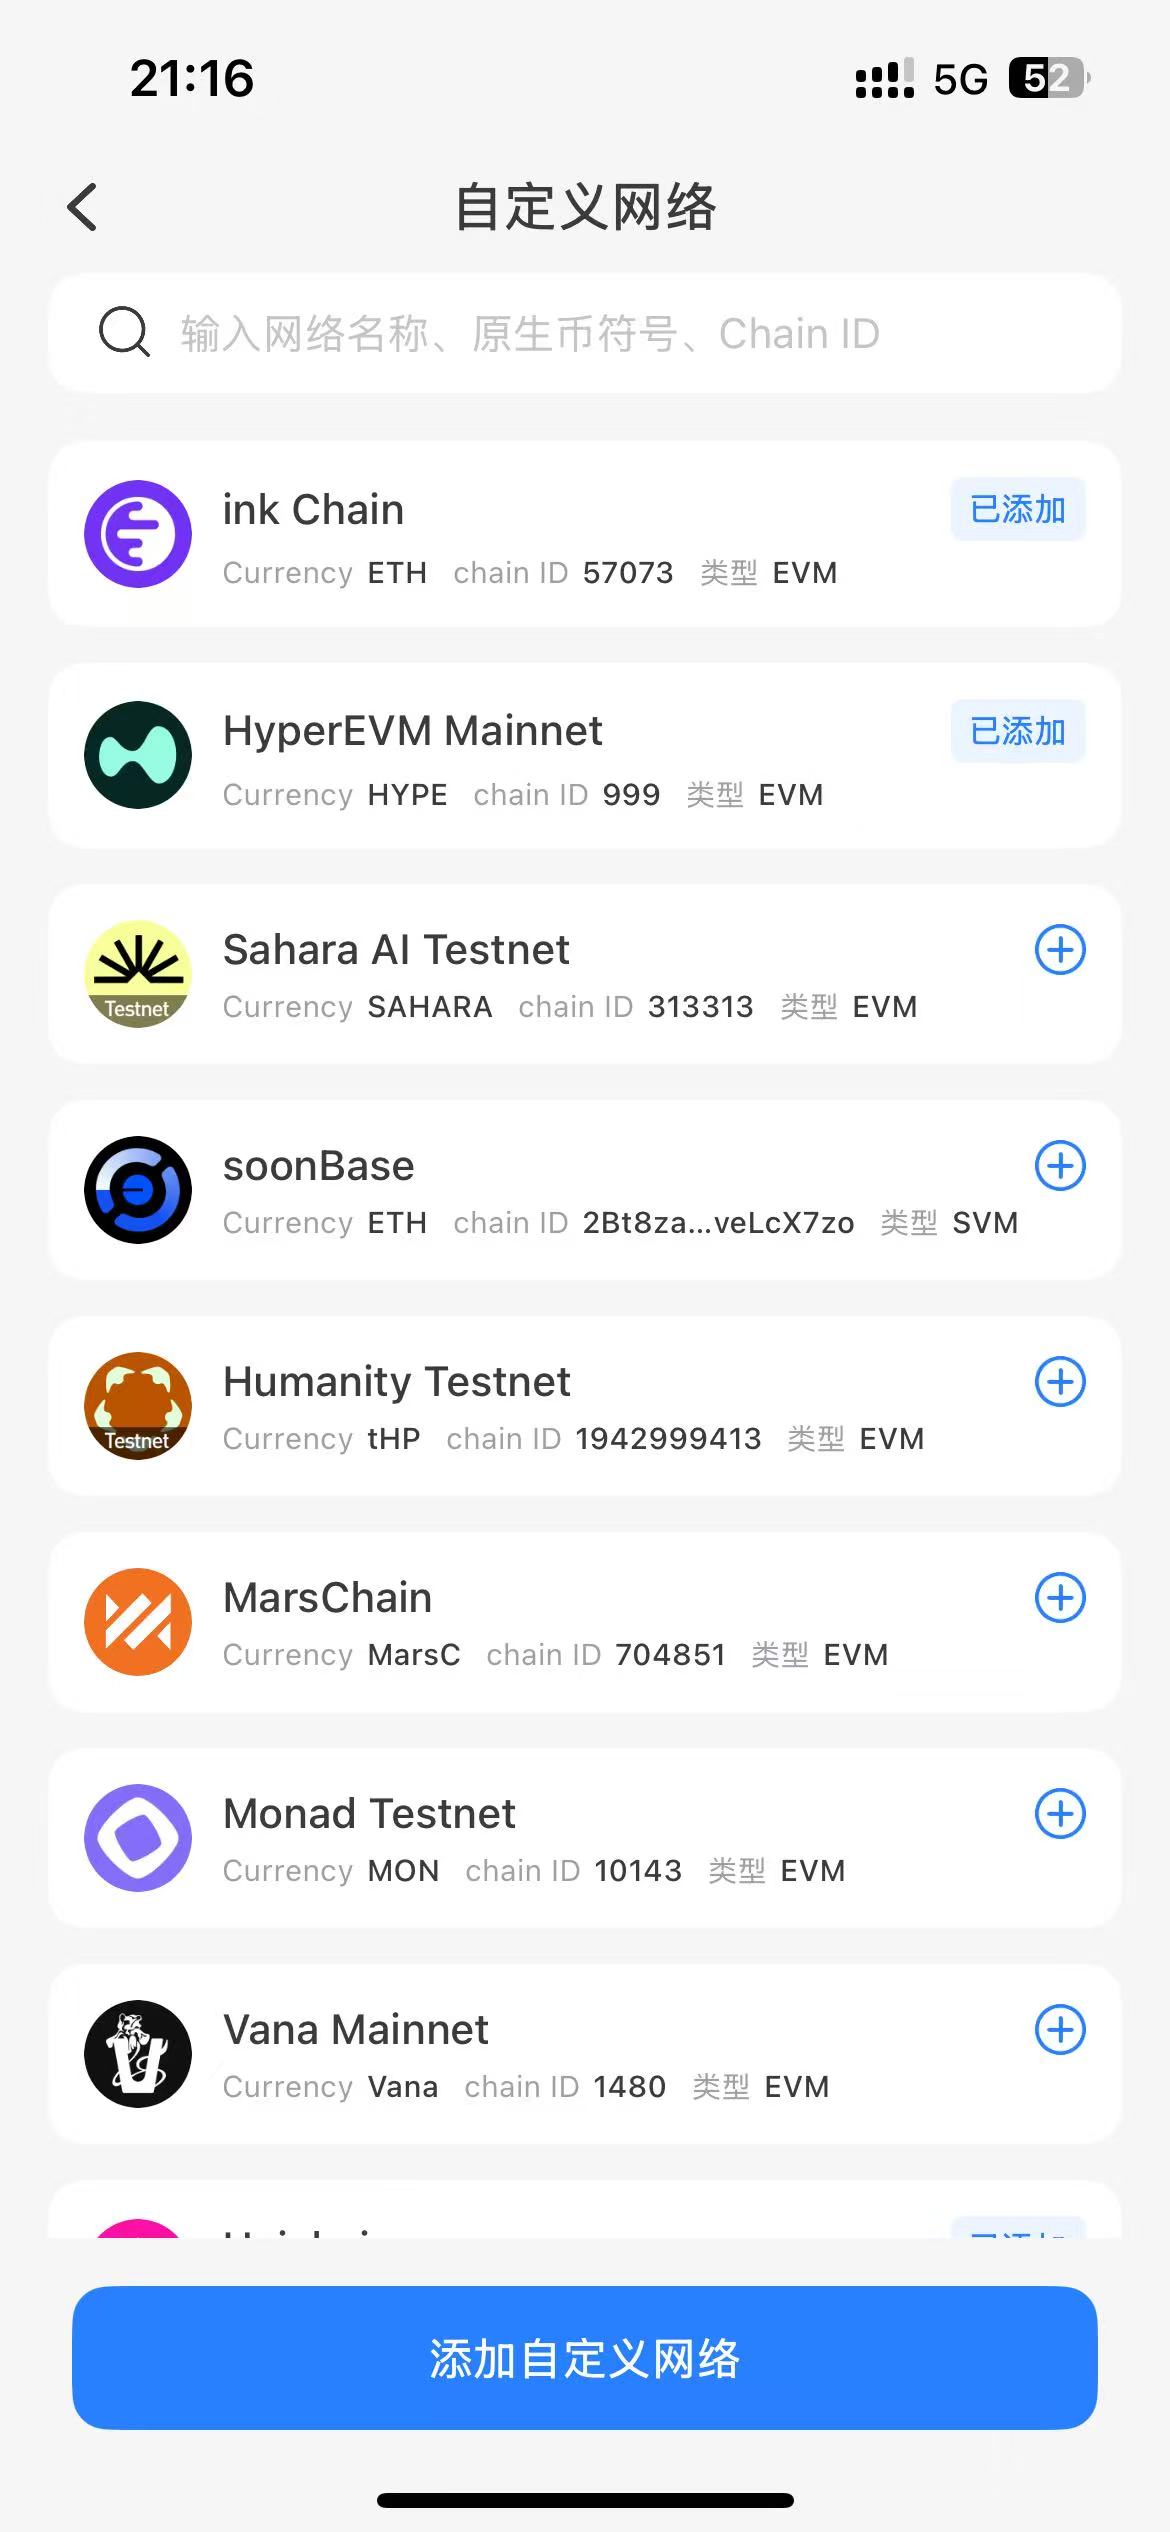 21:16
5G 52
自定义网络
输入网络名称、原生币符号、Chain ID
ink Chain
已添加
Currency ETH chain ID 57073 类型 EVM
HyperEVM Mainnet
已添加
Currency HYPE chain ID 999 类型 EVM
Sahara AI Testnet
Testnet
Currency SAHARA chain ID 313313 类型 EVM
soonBase
Currency ETH chain ID 2Bt8za...veLcX7zo 类型 SVM
Humanity Testnet
Testnet
Currency tHP chain ID 1942999413 类型 EVM
MarsChain
Currency MarsC chain ID 704851 类型 EVM
Monad Testnet
Currency MON chain ID 10143 类型 EVM
Vana Mainnet
Currency Vana chain ID 1480 类型 EVM
已添加
添加自定义网络